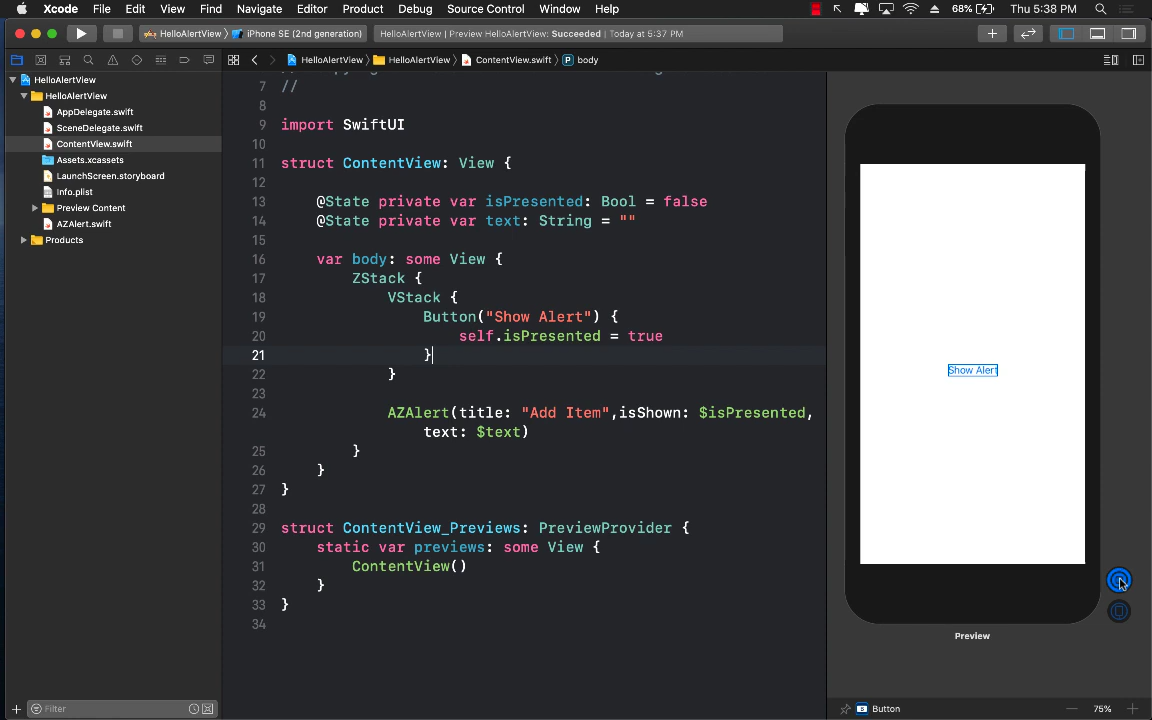 Xcode File Edit View Find Navigate Editor Product Debug Source Control Window Help 68% Thu 5:38 PM
HelloAlertView 〉 iPhone SE (2nd generation) HelloAlertView | Preview HelloAlertView: Succeeded | Today at 5:37 PM
HelloAlertView 〉 HelloAlertView 〉 ContentView.swift 〉 P body
HelloAlertView
HelloAlertView
AppDelegate.swift
SceneDelegate.swift
ContentView.swift
Assets.xcassets
LaunchScreen.storyboard
Info.plist
Preview Content
AZAlert.swift
Products
7 //
8
9 import SwiftUI
10
11 struct ContentView: View {
12
13 @State private var isPresented: Bool = false
14 @State private var text: String = ""
15
16 var body: some View {
17 ZStack {
18 VStack {
19 Button("Show Alert") {
20 self.isPresented = true
21 }
22 }
23
24 AZAlert(title: "Add Item",isShown: $isPresented,
text: $text)
25 }
26 }
27 }
28
29 struct ContentView_Previews: PreviewProvider {
30 static var previews: some View {
31 ContentView()
32 }
33 }
34
Show Alert
Preview
Filter
Button 75%